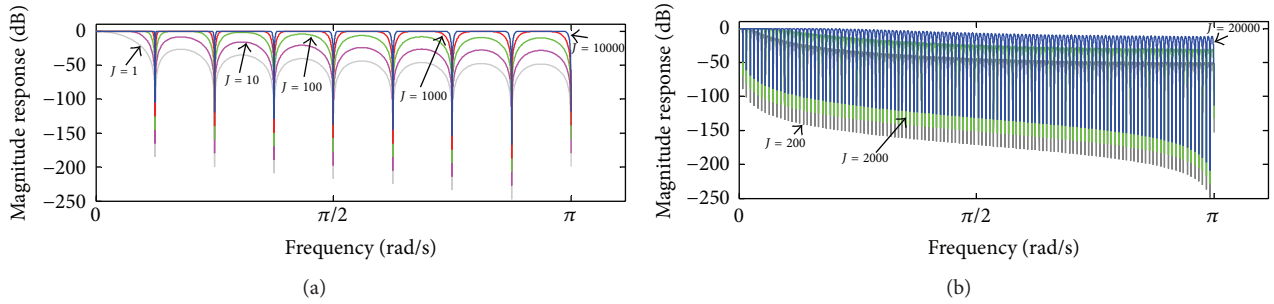 0
−50
−100
−150
−200
−250
Magnitude response (dB)
J = 1
J = 10
J = 100
J = 1000
J = 10000
0
π/2
π
Frequency (rad/s)
(a)
0
−50
−100
−150
−200
−250
Magnitude response (dB)
J = 200
J = 2000
J = 20000
0
π/2
π
Frequency (rad/s)
(b)